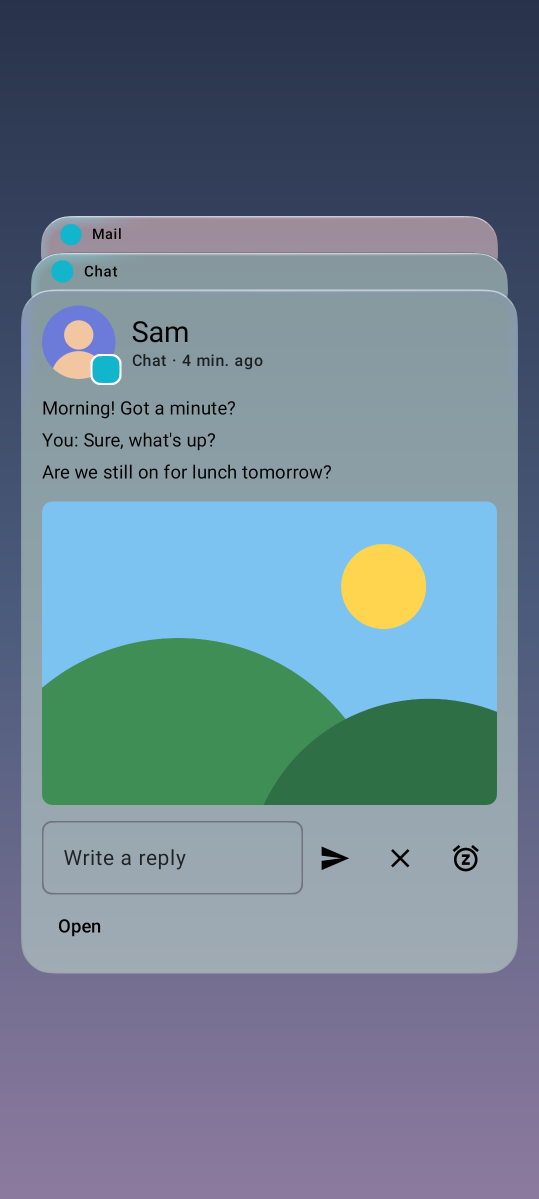 Mail
Chat
Sam
Chat · 4 min. ago
Morning! Got a minute?
You: Sure, what's up?
Are we still on for lunch tomorrow?
Write a reply
Open